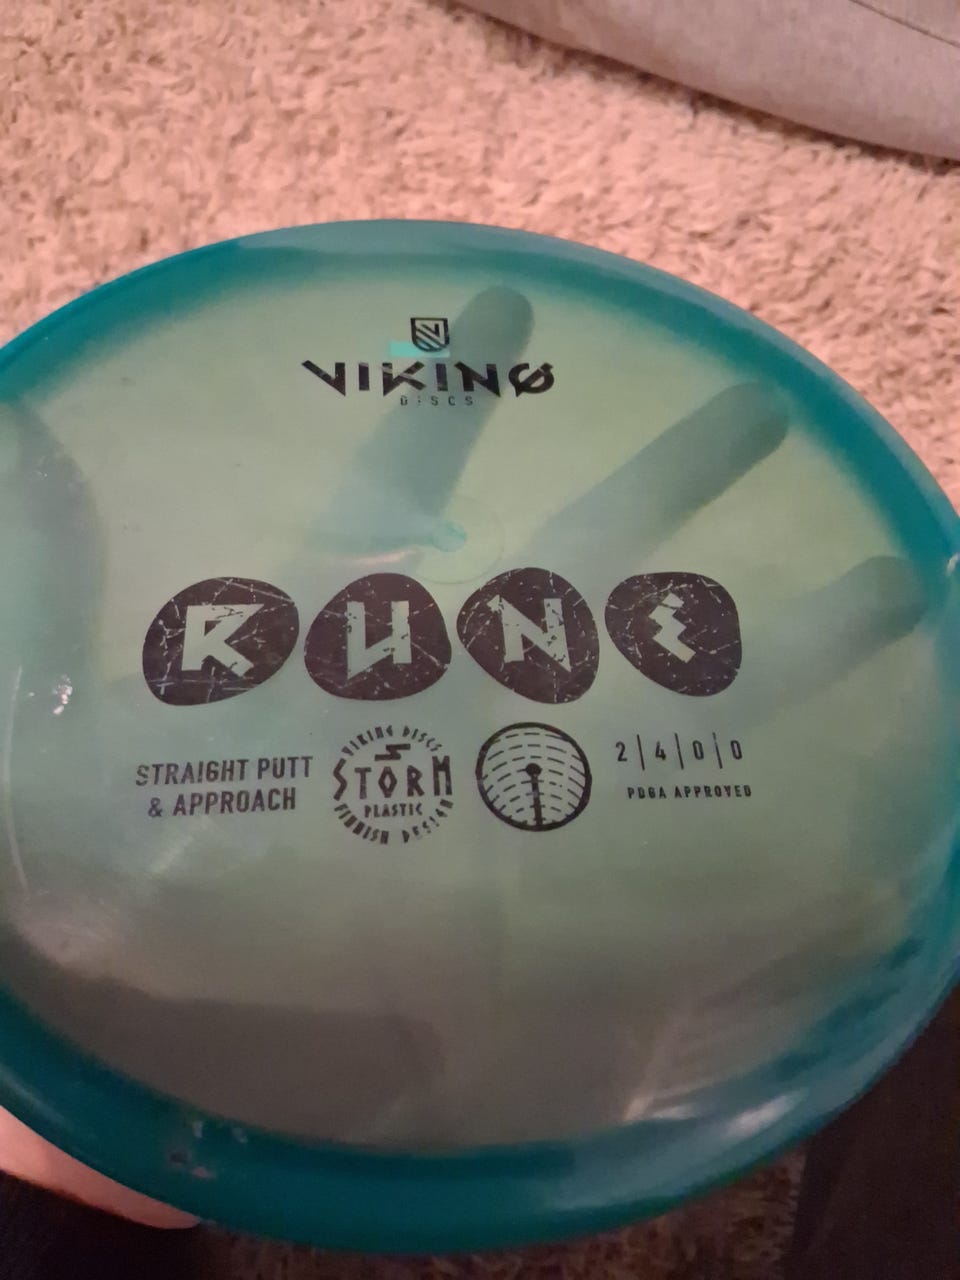 VIKING
DISCS
RUNE
STRAIGHT PUTT
& APPROACH
VIKING DISCS
STORM
PLASTIC
FINNISH DESIGN
2|4|0|0
PDGA APPROVED